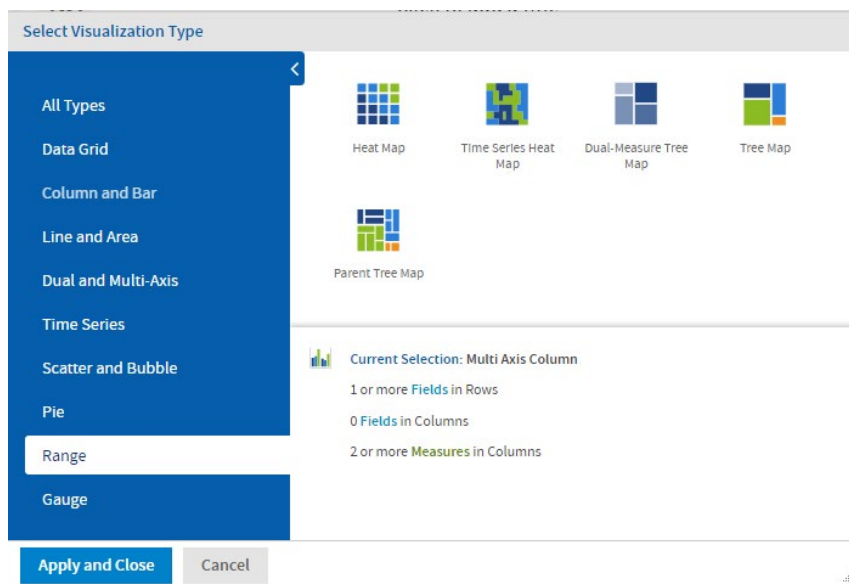 Select Visualization Type
All Types
Data Grid
Column and Bar
Line and Area
Dual and Multi-Axis
Time Series
Scatter and Bubble
Pie
Range
Gauge
Heat Map
Time Series Heat
Map
Dual-Measure Tree
Map
Tree Map
Parent Tree Map
Current Selection: Multi Axis Column
1 or more Fields in Rows
0 Fields in Columns
2 or more Measures in Columns
Apply and Close
Cancel